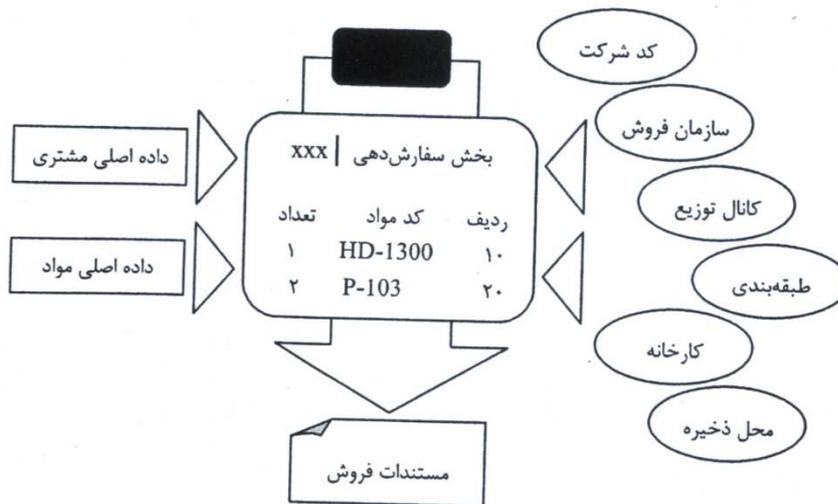 کد شرکت
سازمان فروش
کانال توزیع
طبقه‌بندی
کارخانه
محل ذخیره
بخش سفارش‌دهی | xxx
ردیف کد مواد تعداد
۱۰ HD-1300 ۱
۲۰ P-103 ۲
داده اصلی مشتری
داده اصلی مواد
مستندات فروش